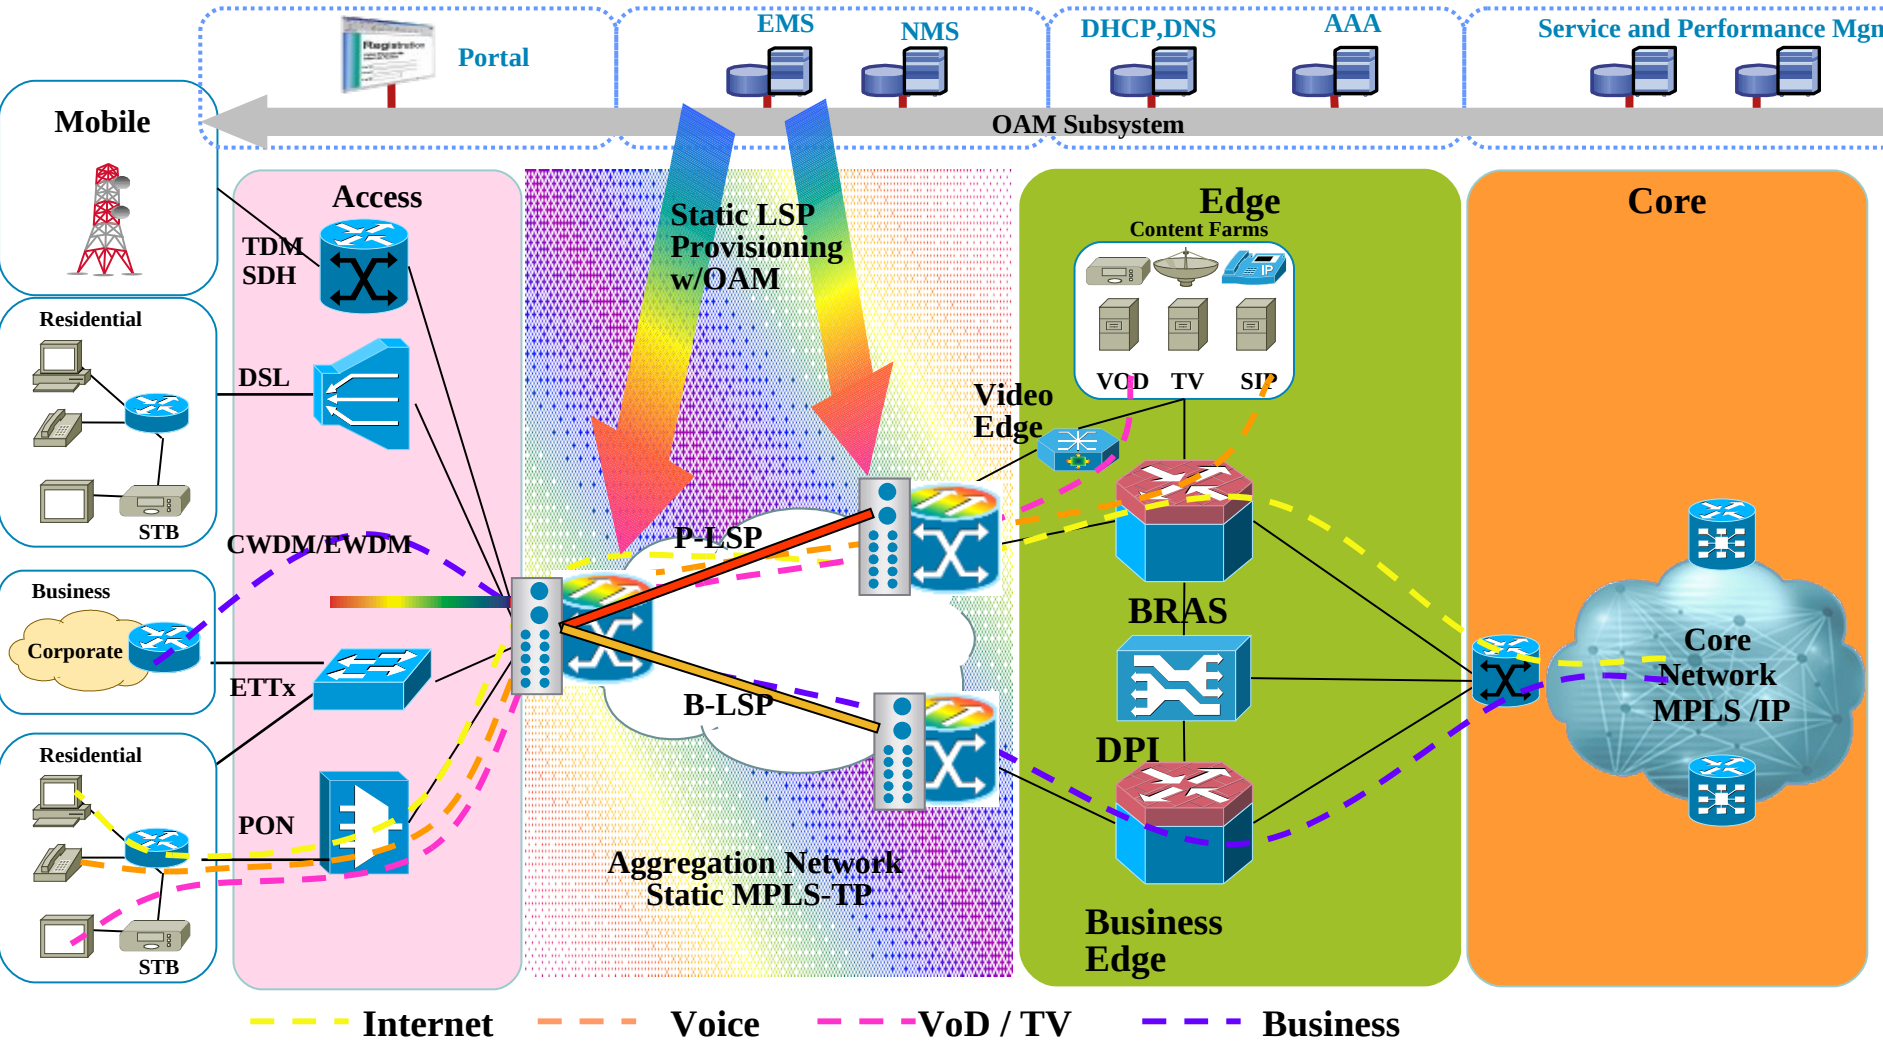 EMS
NMS
DHCP,DNS
AAA
Service and Performance Mgm
Portal
Registration
OAM Subsystem
Mobile
Access
TDM
SDH
Static LSP
Provisioning
w/OAM
Edge
Content Farms
IP
VOD
TV
SIP
Core
Residential
DSL
STB
Video
Edge
CWDM/EWDM
P-LSP
Business
Corporate
ETTx
B-LSP
BRAS
DPI
Core
Network
MPLS /IP
Residential
PON
STB
Aggregation Network
Static MPLS-TP
Business
Edge
Internet
Voice
VoD / TV
Business